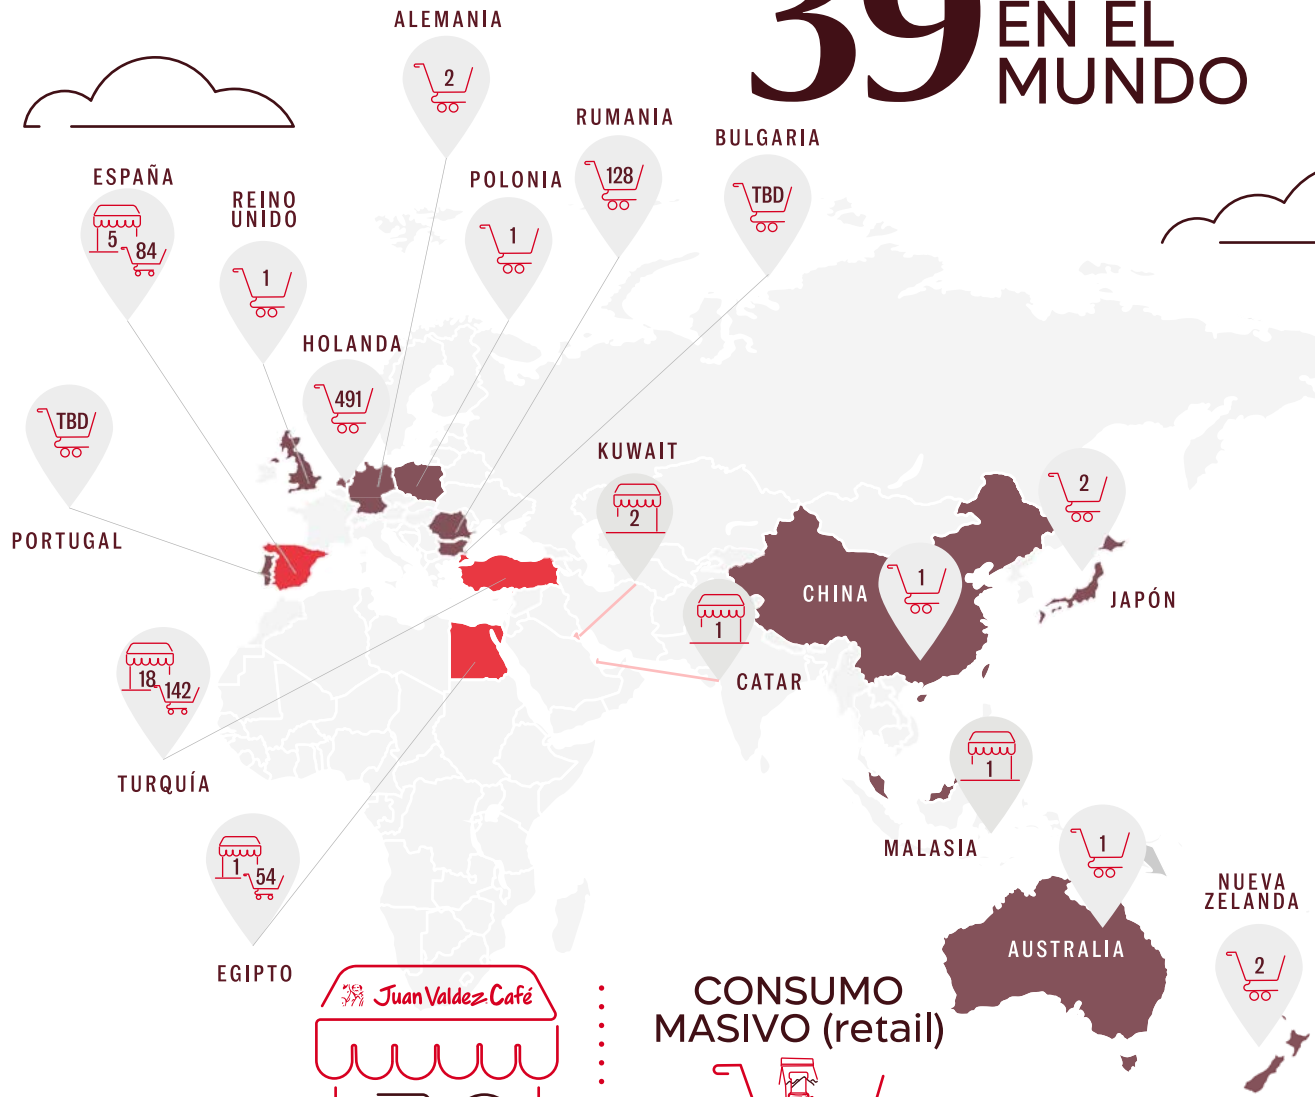 39 EN EL
MUNDO
ALEMANIA
2
RUMANIA
128
BULGARIA
TBD
POLONIA
1
ESPAÑA
5
84
REINO
UNIDO
1
HOLANDA
491
TBD
PORTUGAL
KUWAIT
2
1
CATAR
CHINA
1
2
JAPÓN
18
142
TURQUÍA
1
MALASIA
1
54
EGIPTO
1
AUSTRALIA
NUEVA
ZELANDA
2
Juan Valdez Café
CONSUMO
MASIVO (retail)